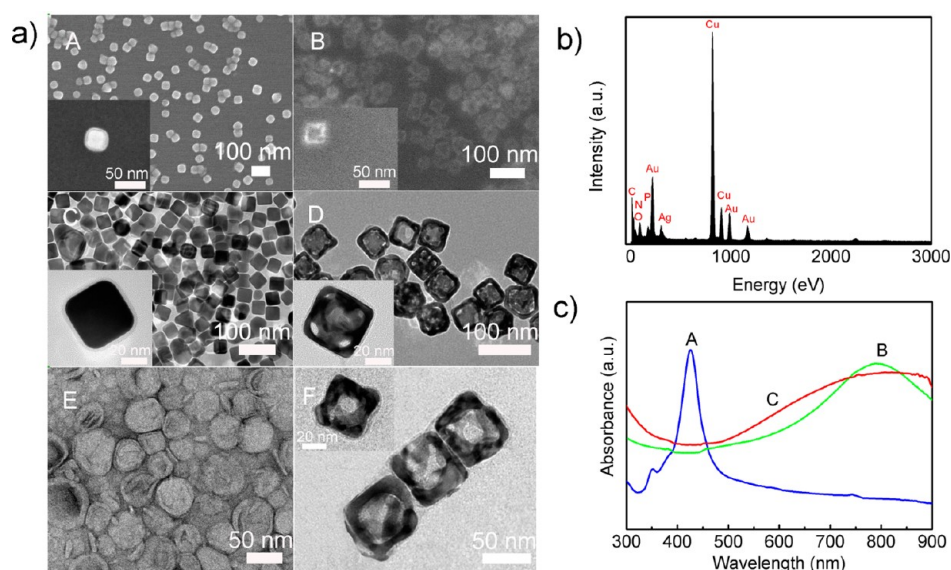 a)
A
50 nm
100 nm
B
50 nm
100 nm
20 nm
100 nm
D
20 nm
100 nm
E
50 nm
F
20 nm
50 nm
b)
Intensity (a.u.)
Cu
Au
C
N
P
O
Ag
Cu
Au
Au
0 1000 2000 3000
Energy (eV)
c)
Absorbance (a.u.)
A
B
C
300 400 500 600 700 800 900
Wavelength (nm)